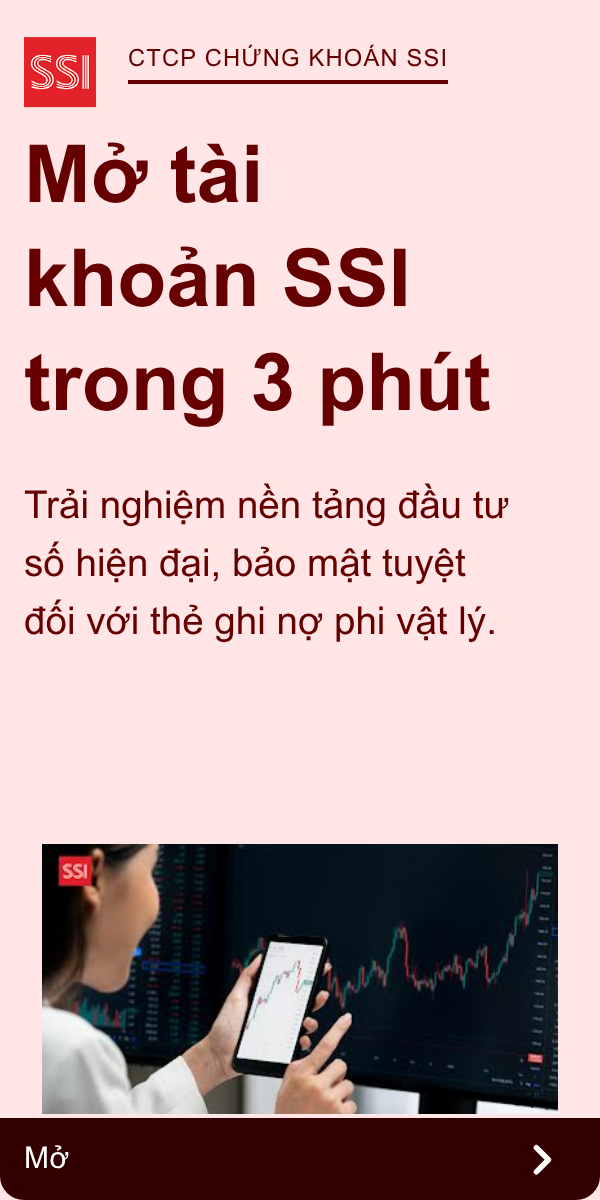 SSI
CTCP CHỨNG KHOÁN SSI
Mở tài
khoản SSI
trong 3 phút
Trải nghiệm nền tảng đầu tư
số hiện đại, bảo mật tuyệt
đối với thẻ ghi nợ phi vật lý.
SSI
Mở